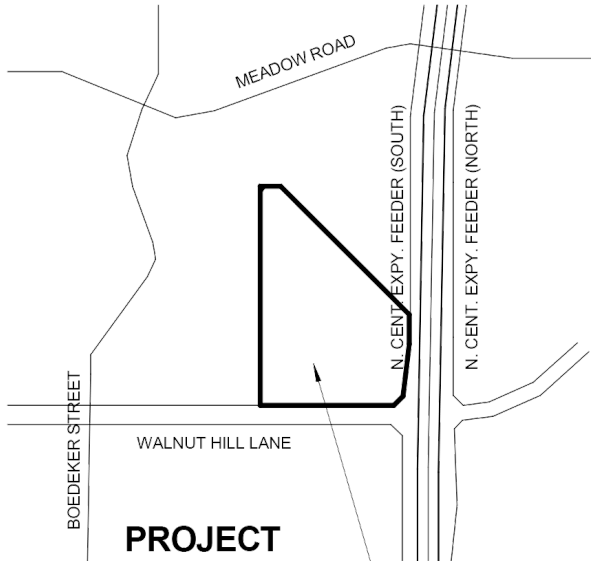 MEADOW ROAD
N. CENT. EXPY. FEEDER (SOUTH)
N. CENT. EXPY. FEEDER (NORTH)
BOEDEKER STREET
WALNUT HILL LANE
PROJECT